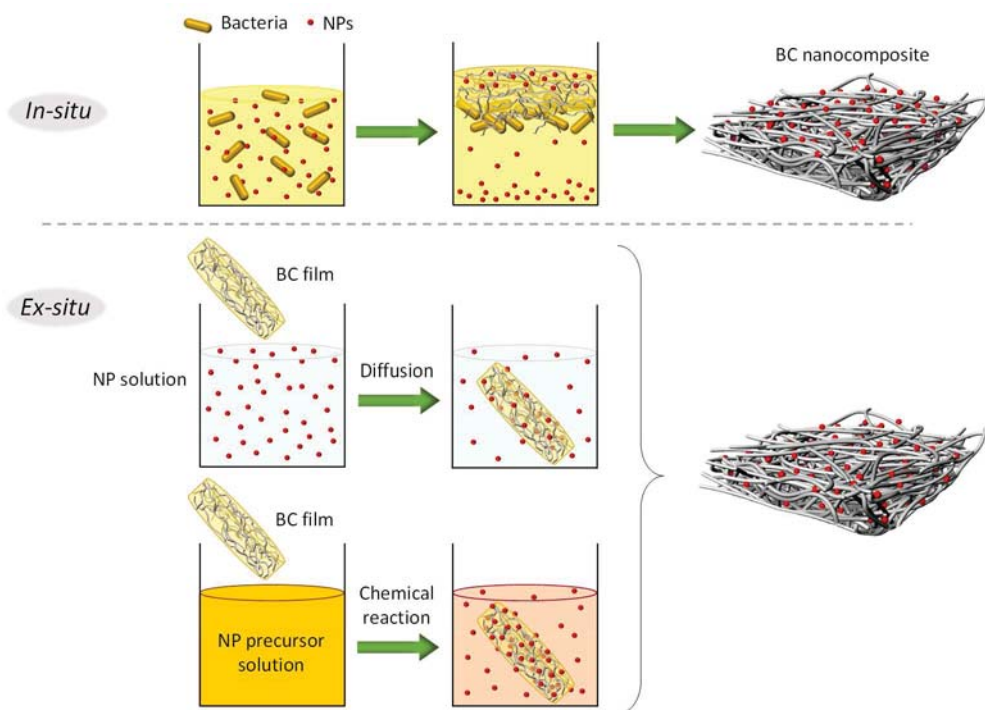 Bacteria
NPs
BC nanocomposite
In-situ
BC film
Ex-situ
NP solution
Diffusion
BC film
Chemical
reaction
NP precursor
solution